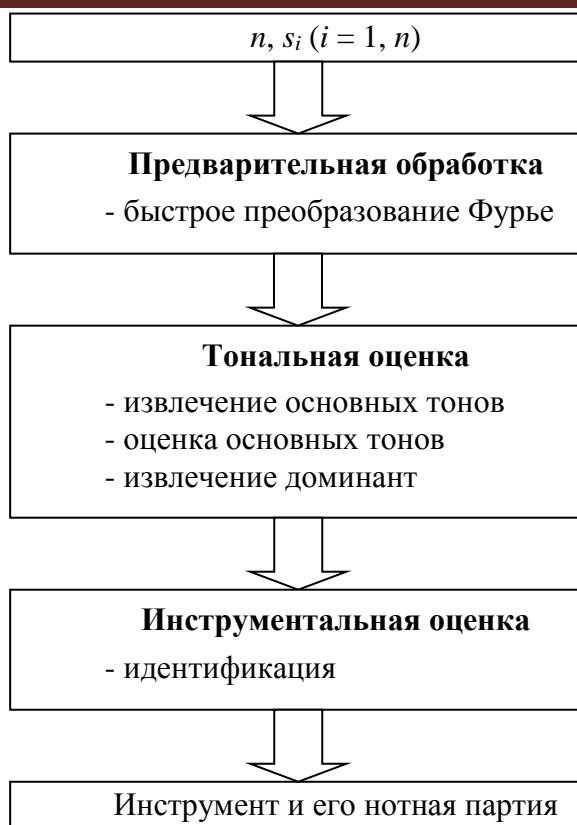 n, sᵢ (i = 1, n)
Предварительная обработка
- быстрое преобразование Фурье
Тональная оценка
- извлечение основных тонов
- оценка основных тонов
- извлечение доминант
Инструментальная оценка
- идентификация
Инструмент и его нотная партия